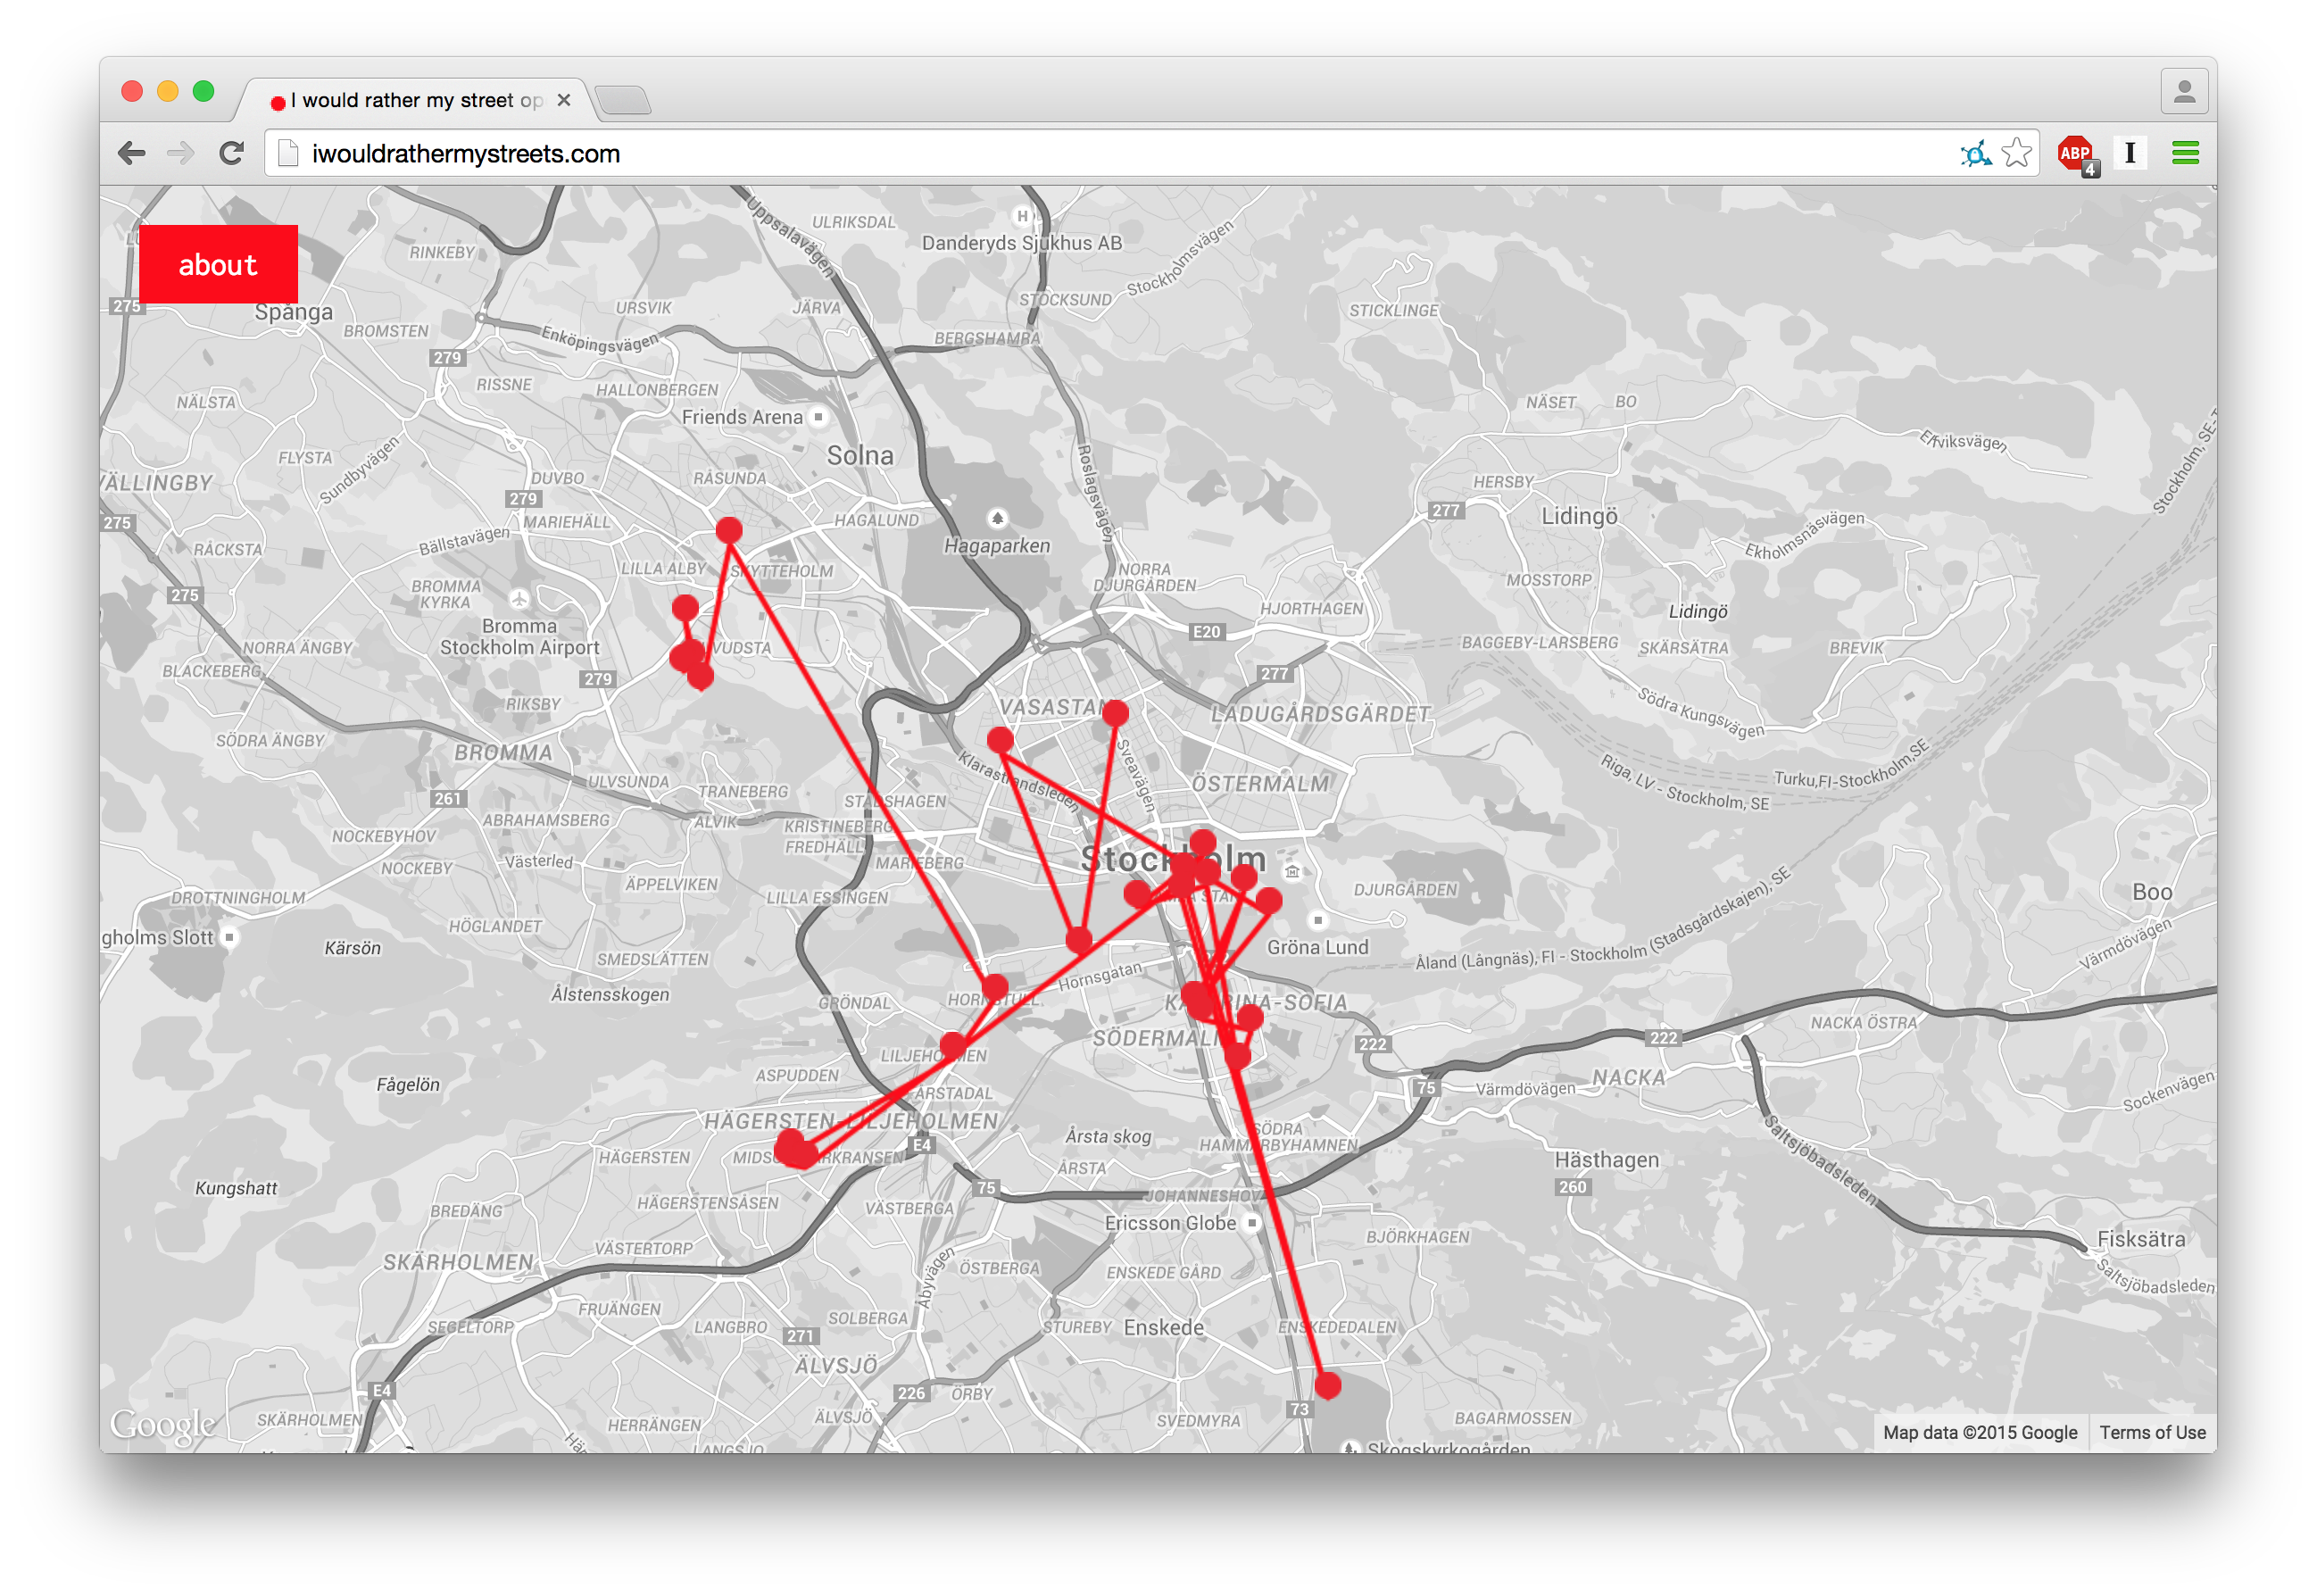 I would rather my street op
iwouldrathermystreets.com
ABP
4
I
about
Uppsalavägen
ULRIKSDAL
H
Danderyds Sjukhus AB
Stockholmsvägen
RINKEBY
275
Spånga
BROMSTEN
URSVIK
JÄRVA
STOCKSUND
STICKLINGE
Enköpingsvägen
BERGSHAMRA
279
RISSNE
HALLONBERGEN
NÄLSTA
Friends Arena
NÄSET
BO
Solna
FLYSTA
Sundbyvägen
Roslagsvägen
VÄLLINGBY
DUVBO
RÅSUNDA
HERSBY
279
277
Lidingö
275
MARIEHÄLL
HAGALUND
Ekholmsnäsvägen
RÅCKSTA
Bällstavägen
Hagaparken
LILLA ALBY
SKYTTEHOLM
NORRA
DJURGÅRDEN
MOSSTORP
275
BROMMA
KYRKA
HJORTHAGEN
Lidingö
Bromma
Stockholm Airport
E20
BAGGEBY-LARSBERG
SKÄRSÄTRA
BREVIK
NORRA ÄNGBY
BLACKEBERG
279
277
RIKSBY
VASASTAN
LADUGÅRDSGÄRDET
Södra Kungsvägen
SÖDRA ÄNGBY
BROMMA
Sveavägen
Klarastrandsleden
ÖSTERMALM
Riga, LV - Stockholm, SE
Turku,FI-Stockholm,SE
ULVSUNDA
TRANEBERG
STADSHAGEN
261
ABRAHAMSBERG
ALVIK
KRISTINEBERG
FREDHÄLL
NOCKEBYHOV
NOCKEBY
Västerled
MARIEBERG
Stockholm
DROTTNINGHOLM
ÄPPELVIKEN
LILLA ESSINGEN
DJURGÅRDEN
Boo
HÖGLANDET
gholms Slott
Kärsön
SMEDSLÄTTEN
Gröna Lund
Åland (Långnäs), FI - Stockholm (Stadsgårdskajen), SE
Värmdövägen
Ålstensskogen
GRÖNDAL
Hornsgatan
SÖDERMALM
222
222
NACKA ÖSTRA
LILJEHOLMEN
ASPUDDEN
Fågelön
ÅRSTADAL
75
Värmdövägen
NACKA
Sockenvägen
HÄGERSTEN-LILJEHOLMEN
E4
Årsta skog
SÖDRA
HAMMARBYHAMNEN
Saltsjöbadsleden
HÄGERSTEN
ÅRSTA
Hästhagen
Kungshatt
75
JOHANNESHOV
260
BREDÄNG
HÄGERSTENSÅSEN
VÄSTBERGA
Ericsson Globe
BJÖRKHAGEN
Fisksätra
SKÄRHOLMEN
VÄSTERTORP
Åbyvägen
ÖSTBERGA
ENSKEDE GÅRD
Saltsjöbadsleden
FRUÄNGEN
SOLBERGA
SEGELTORP
LANGBRO
271
STUREBY
Enskede
ENSKEDEDALEN
ÄLVSJÖ
E4
226
ÖRBY
73
SKÄRHOLMEN
HERRÄNGEN
ÄLVSJÖ
SVEDMYRA
BAGARMOSSEN
Google
LANGSJO
Skogskyrkogården
Map data ©2015 Google
Terms of Use